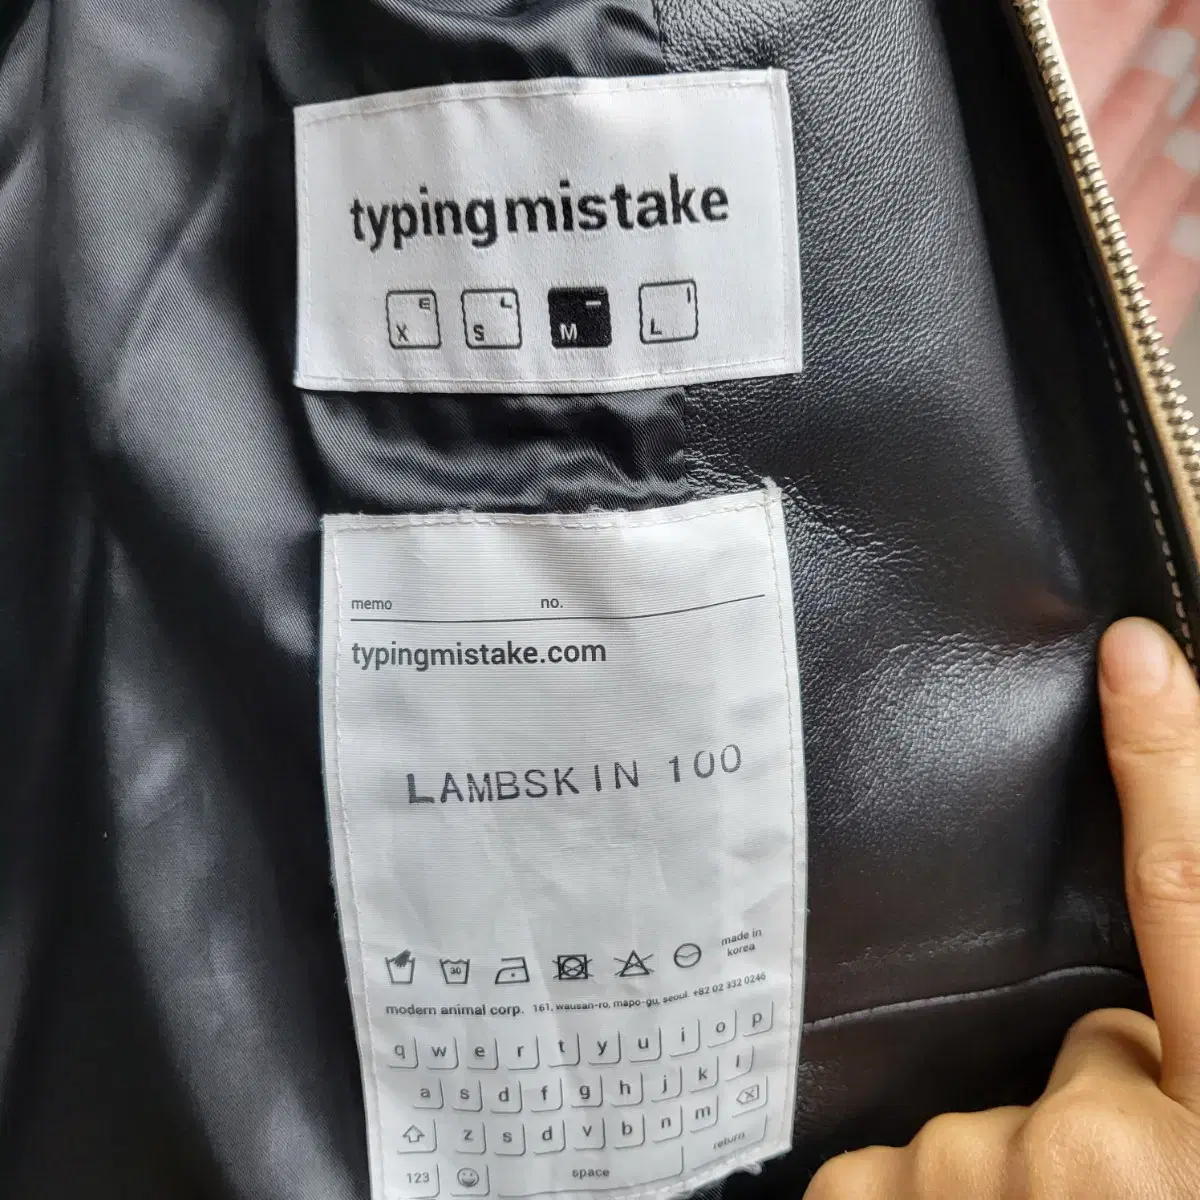 typingmistake
E L – I
X S M L
memo no.
typingmistake.com
LAMBSKIN 100
30
made in
korea
modern animal corp. 161, wausan-ro, mapo-gu, seoul. +82 02 332 0246
q w e r t y u i o p
a s d f g h j k l
z s d v b n m
return
123 space